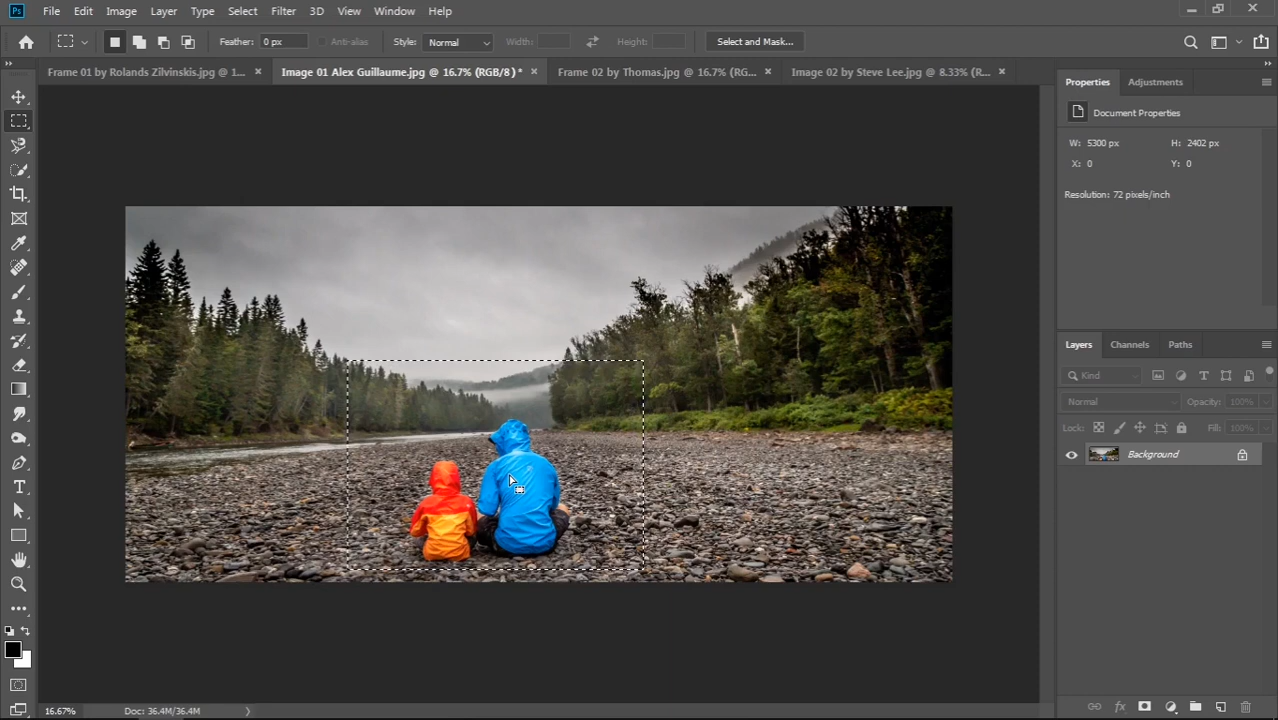 Ps File Edit Image Layer Type Select Filter 3D View Window Help
Feather: 0 px Anti-alias Style: Normal Width: Height: Select and Mask...
Frame 01 by Rolands Zilvinskis.jpg @ 1... × Image 01 Alex Guillaume.jpg @ 16.7% (RGB/8) * × Frame 02 by Thomas.jpg @ 16.7% (RG... × Image 02 by Steve Lee.jpg @ 8.33% (R... ×
Properties Adjustments
Document Properties
W: 5300 px H: 2402 px
X: 0 Y: 0
Resolution: 72 pixels/inch
Layers Channels Paths
Kind
Normal Opacity: 100%
Lock: Fill: 100%
Background
fx
16.67% Doc: 36.4M/36.4M